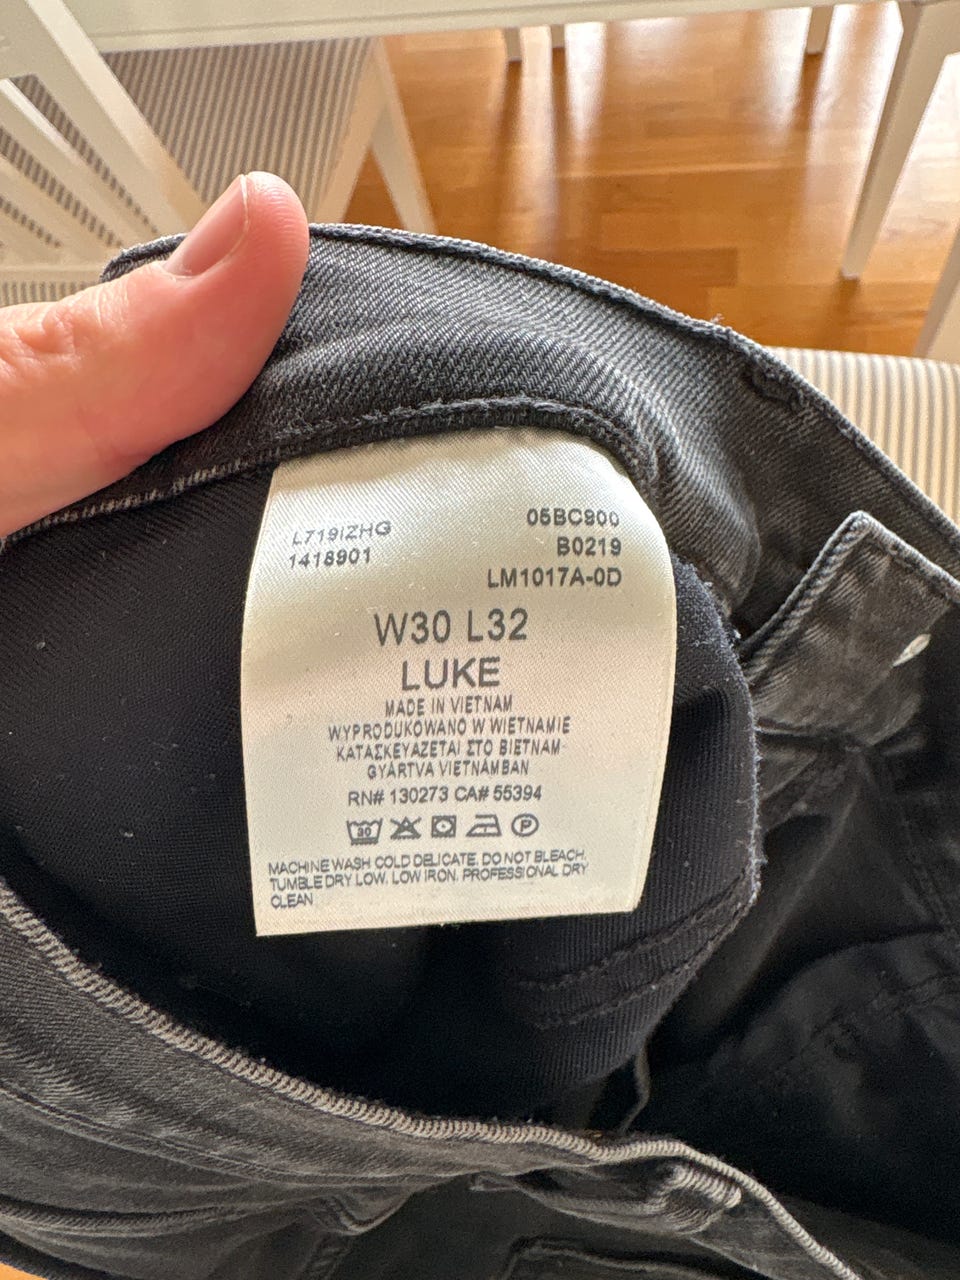 L719IZHG
1418901
05BC900
B0219
LM1017A-0D
W30 L32
LUKE
MADE IN VIETNAM
WYPRODUKOWANO W WIETNAMIE
ΚΑΤΑΣΚΕΥΑΖΕΤΑΙ ΣΤΟ ΒΙΕΤΝΑΜ
GYÁRTVA VIETNÁMBAN
RN# 130273 CA# 55394
30 P
MACHINE WASH COLD DELICATE. DO NOT BLEACH.
TUMBLE DRY LOW. LOW IRON. PROFESSIONAL DRY
CLEAN